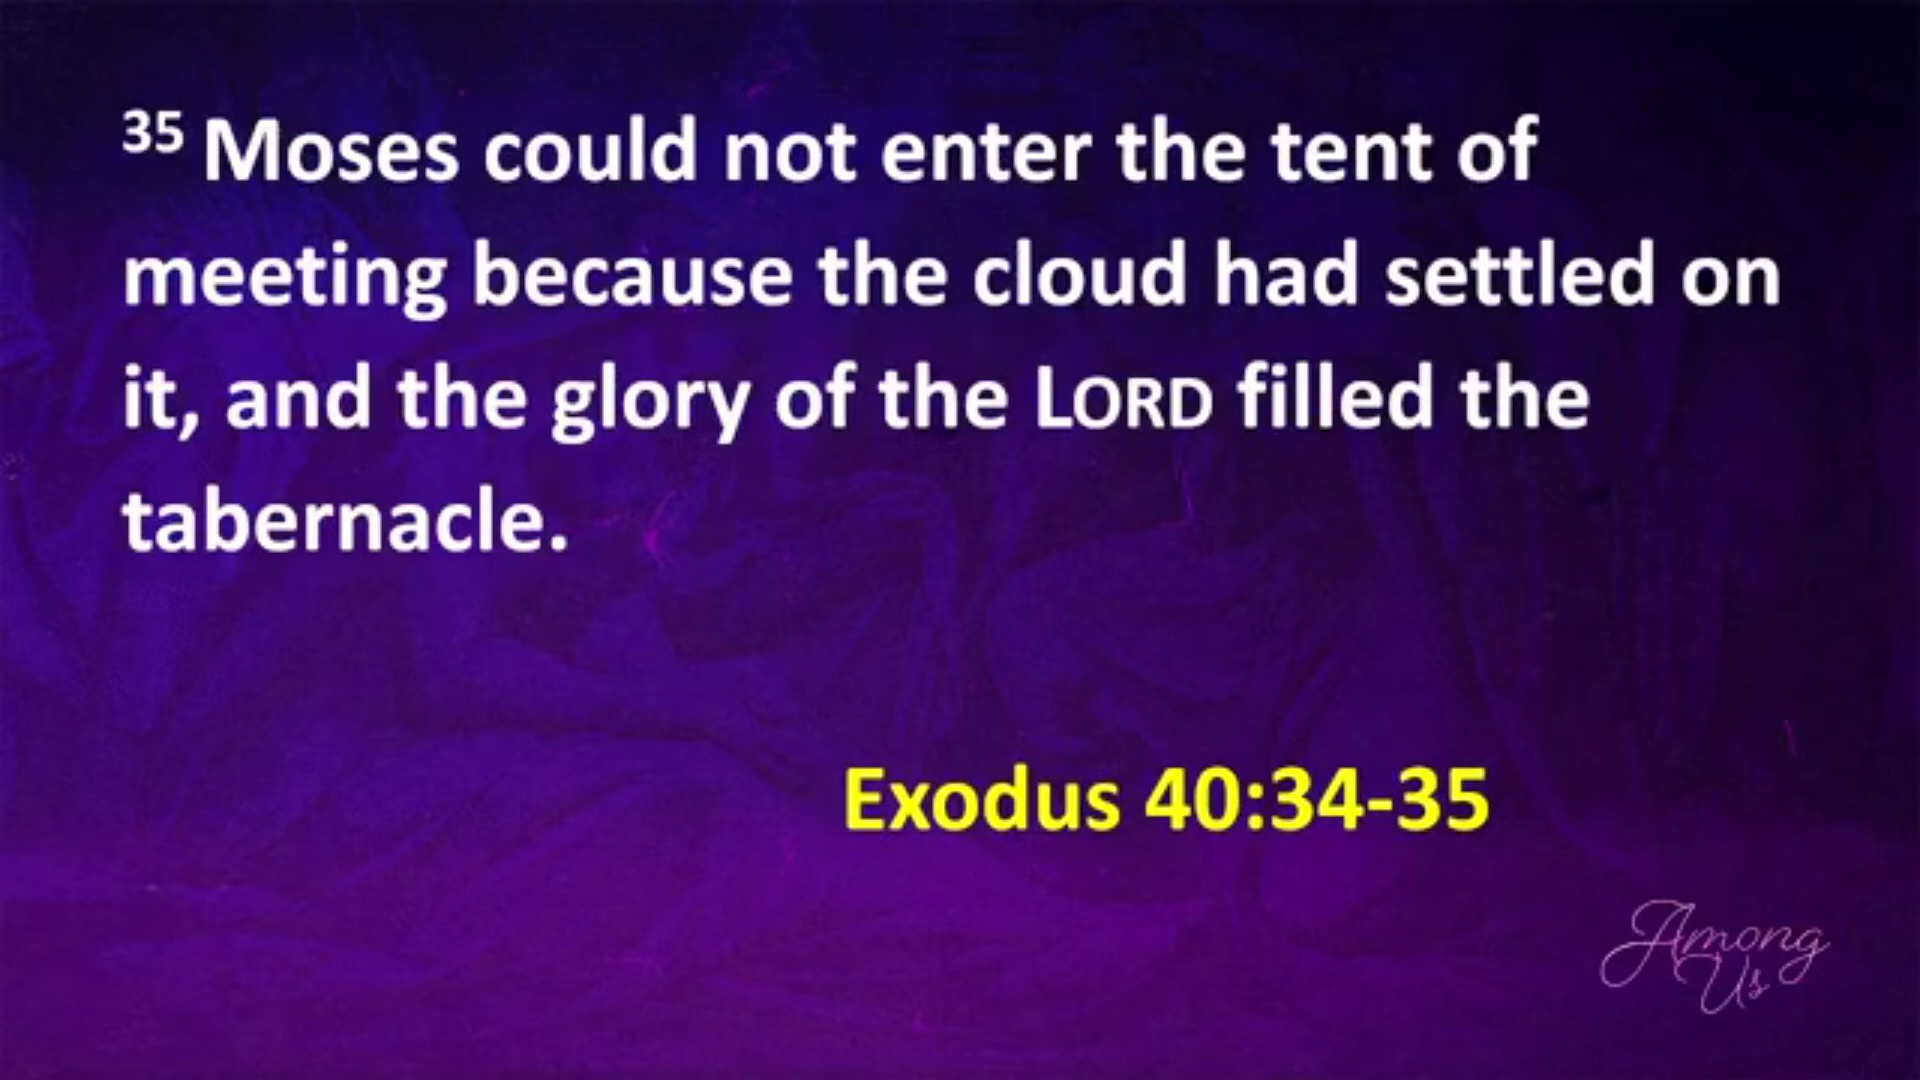 35 Moses could not enter the tent of
meeting because the cloud had settled on
it, and the glory of the LORD filled the
tabernacle.
Exodus 40:34-35
Among
Us